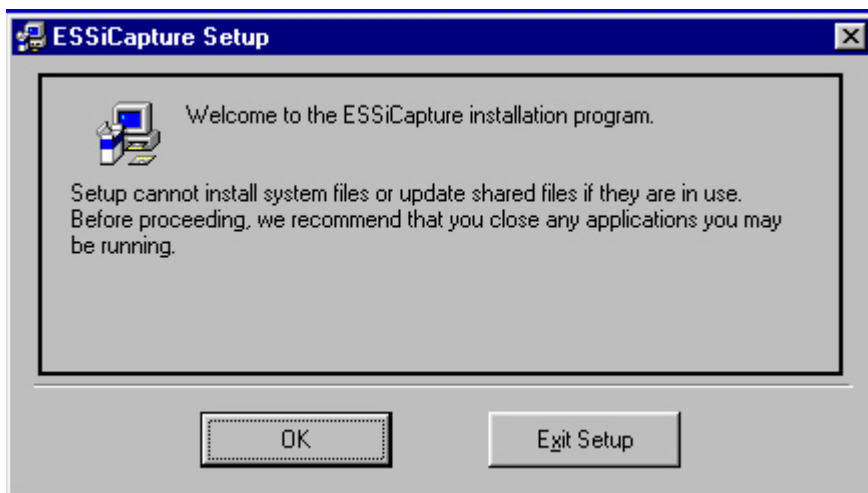 ESSiCapture Setup
Welcome to the ESSiCapture installation program.
Setup cannot install system files or update shared files if they are in use.
Before proceeding, we recommend that you close any applications you may
be running.
OK
Exit Setup